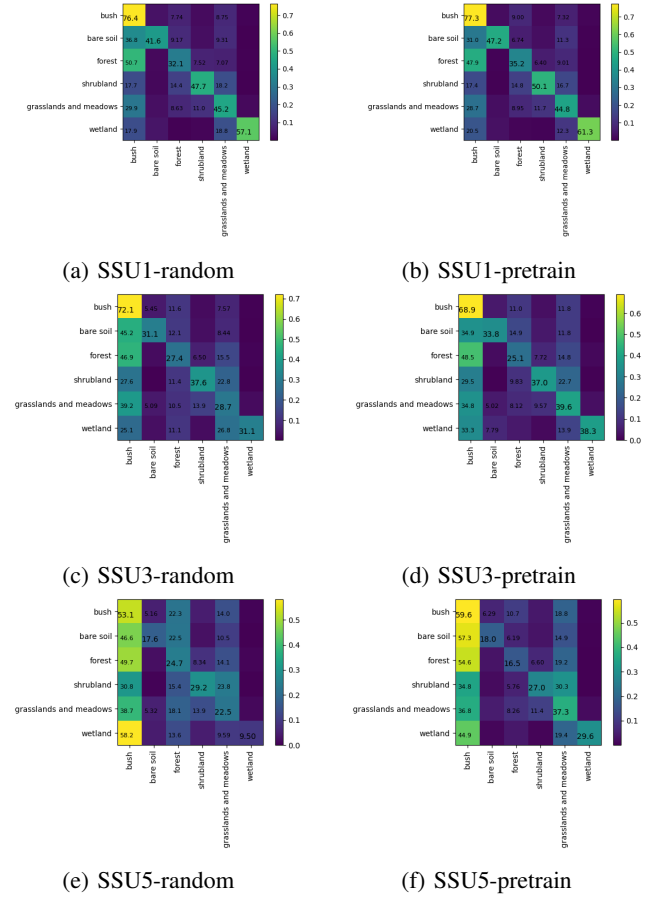 bush 76.4 7.74 8.75
bare soil 36.8 41.6 9.17 9.31
forest 50.7 32.1 7.52 7.07
shrubland 17.7 14.4 47.7 18.2
grasslands and meadows 29.8 9.63 11.0 45.2
wetland 17.9 18.8 57.1
bush bare soil forest shrubland grasslands and meadows wetland
0.7 0.6 0.5 0.4 0.3 0.2 0.1
(a) SSU1-random
bush 77.3 9.00 7.52
bare soil 31.0 47.2 6.74 11.3
forest 47.9 35.2 6.40 9.01
shrubland 17.4 14.9 50.1 16.7
grasslands and meadows 28.7 9.95 11.7 44.8
wetland 20.5 12.3 61.3
bush bare soil forest shrubland grasslands and meadows wetland
0.7 0.6 0.5 0.4 0.3 0.2 0.1
(b) SSU1-pretrain
bush 72.1 5.45 11.6 7.57
bare soil 45.2 31.1 12.1 8.44
forest 46.9 27.4 6.50 15.5
shrubland 27.6 11.4 37.6 22.8
grasslands and meadows 39.2 5.09 10.5 13.9 28.7
wetland 25.1 11.1 26.8 31.1
bush bare soil forest shrubland grasslands and meadows wetland
0.7 0.6 0.5 0.4 0.3 0.2 0.1
(c) SSU3-random
bush 68.9 11.0 11.8
bare soil 34.9 33.8 14.9 11.8
forest 48.5 25.1 7.72 14.8
shrubland 29.5 9.83 37.0 22.7
grasslands and meadows 34.8 5.02 8.12 9.57 39.6
wetland 33.3 7.79 13.9 38.3
bush bare soil forest shrubland grasslands and meadows wetland
0.6 0.5 0.4 0.3 0.2 0.1 0.0
(d) SSU3-pretrain
bush 53.1 5.16 22.3 14.0
bare soil 46.6 17.6 22.5 10.5
forest 49.7 24.7 8.34 14.1
shrubland 30.8 15.4 29.2 23.8
grasslands and meadows 38.7 5.32 18.1 13.9 22.5
wetland 58.2 13.6 9.59 9.50
bush bare soil forest shrubland grasslands and meadows wetland
0.5 0.4 0.3 0.2 0.1 0.0
(e) SSU5-random
bush 59.6 6.29 10.7 18.8
bare soil 57.3 18.0 6.19 14.9
forest 54.6 16.5 6.60 19.2
shrubland 34.8 5.76 27.0 30.3
grasslands and meadows 36.8 8.26 11.4 37.3
wetland 44.9 19.4 29.6
bush bare soil forest shrubland grasslands and meadows wetland
0.5 0.4 0.3 0.2 0.1
(f) SSU5-pretrain